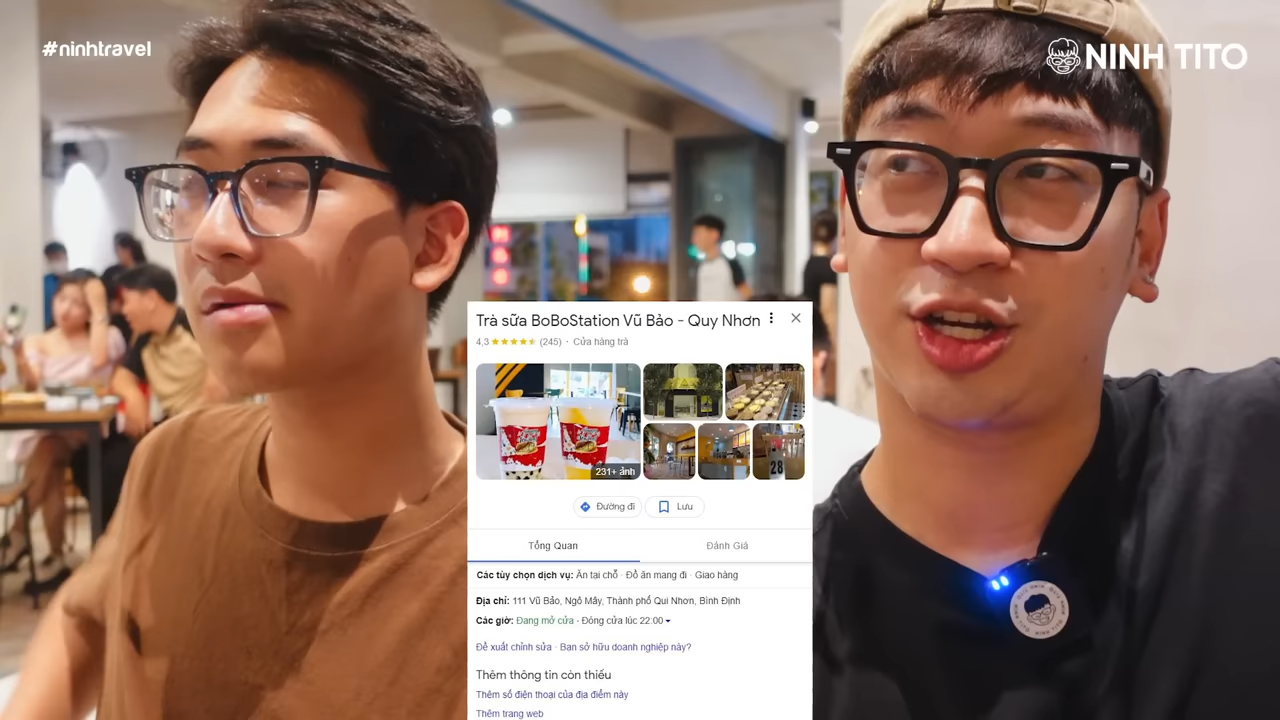 #ninhtravel
NINH TITO
Trà sữa BoBoStation Vũ Bảo - Quy Nhơn
4,3 (245) · Cửa hàng trà
231+ ảnh
28
Đường đi
Lưu
Tổng Quan
Đánh Giá
Các tùy chọn dịch vụ: Ăn tại chỗ · Đồ ăn mang đi · Giao hàng
Địa chỉ: 111 Vũ Bảo, Ngô Mây, Thành phố Qui Nhơn, Bình Định
Các giờ: Đang mở cửa · Đóng cửa lúc 22:00
Đề xuất chỉnh sửa · Bạn sở hữu doanh nghiệp này?
Thêm thông tin còn thiếu
Thêm số điện thoại của địa điểm này
Thêm trang web